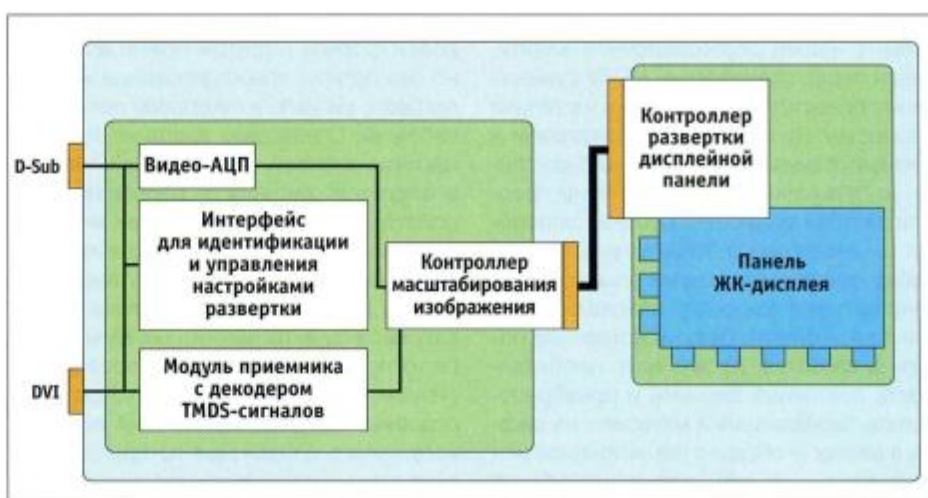 D-Sub
Видео-АЦП
Интерфейс
для идентификации
и управления
настройками
развертки
DVI
Модуль приемника
с декодером
TMDS-сигналов
Контроллер
масштабирования
изображения
Контроллер
развертки
дисплейной
панели
Панель
ЖК-дисплея